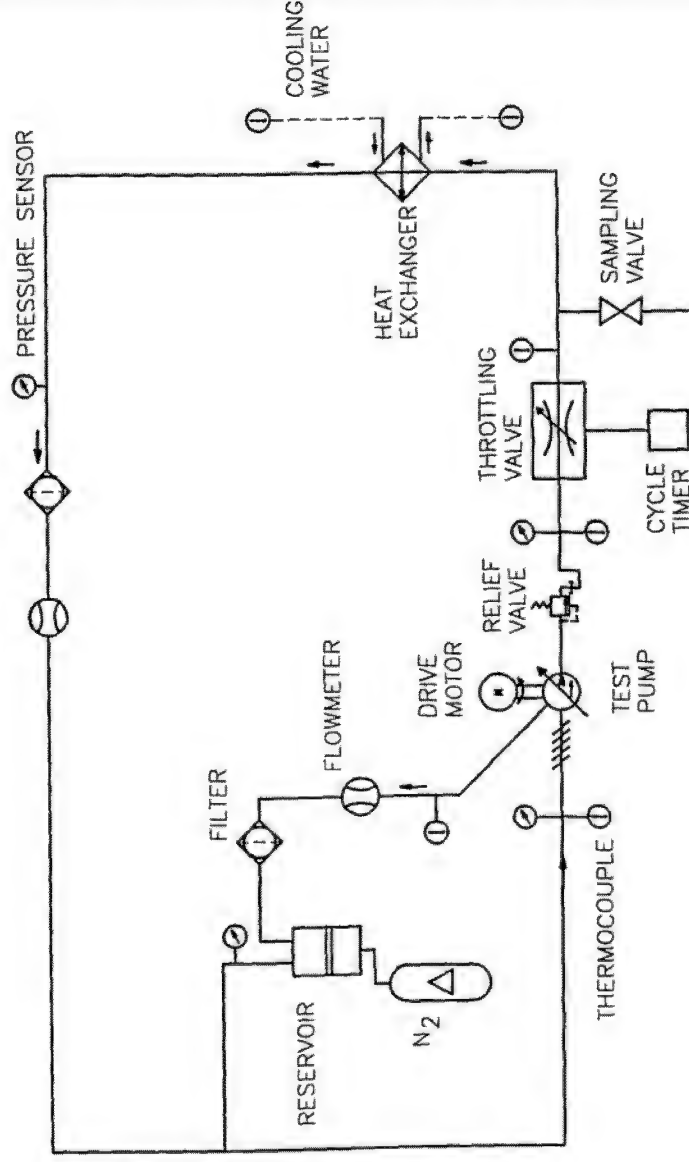 PRESSURE SENSOR
COOLING
WATER
HEAT
EXCHANGER
SAMPLING
VALVE
THROTTLING
VALVE
CYCLE
TIMER
RELIEF
VALVE
DRIVE
MOTOR
TEST
PUMP
FLOWMETER
FILTER
RESERVOIR
N2
THERMOCOUPLE